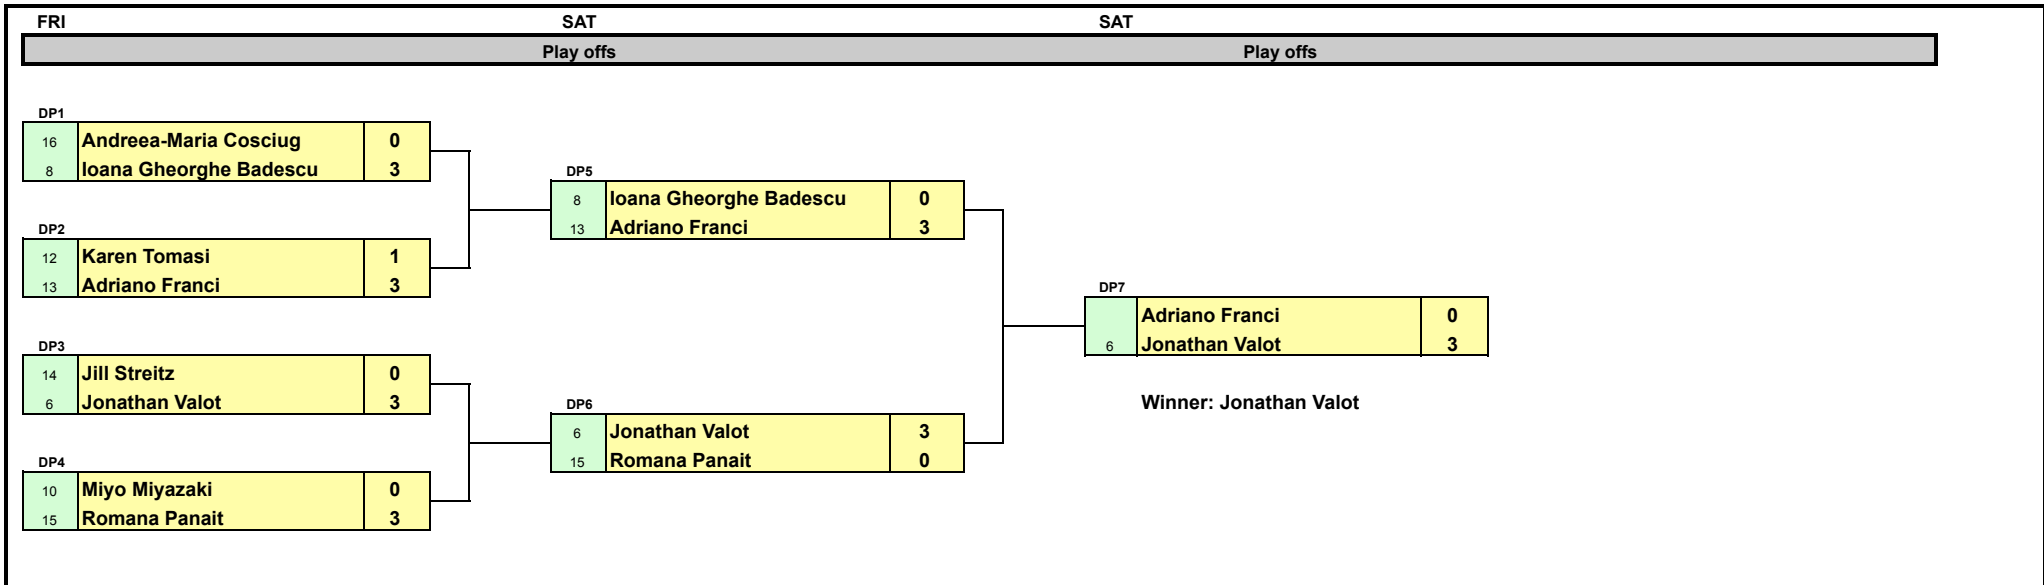 FRI SAT SAT
Play offs Play offs
DP1
16 Andreea-Maria Cosciug 0
8 Ioana Gheorghe Badescu 3
DP2
12 Karen Tomasi 1
13 Adriano Franci 3
DP3
14 Jill Streitz 0
6 Jonathan Valot 3
DP4
10 Miyo Miyazaki 0
15 Romana Panait 3
DP5
8 Ioana Gheorghe Badescu 0
13 Adriano Franci 3
DP6
6 Jonathan Valot 3
15 Romana Panait 0
DP7
Adriano Franci 0
6 Jonathan Valot 3
Winner: Jonathan Valot